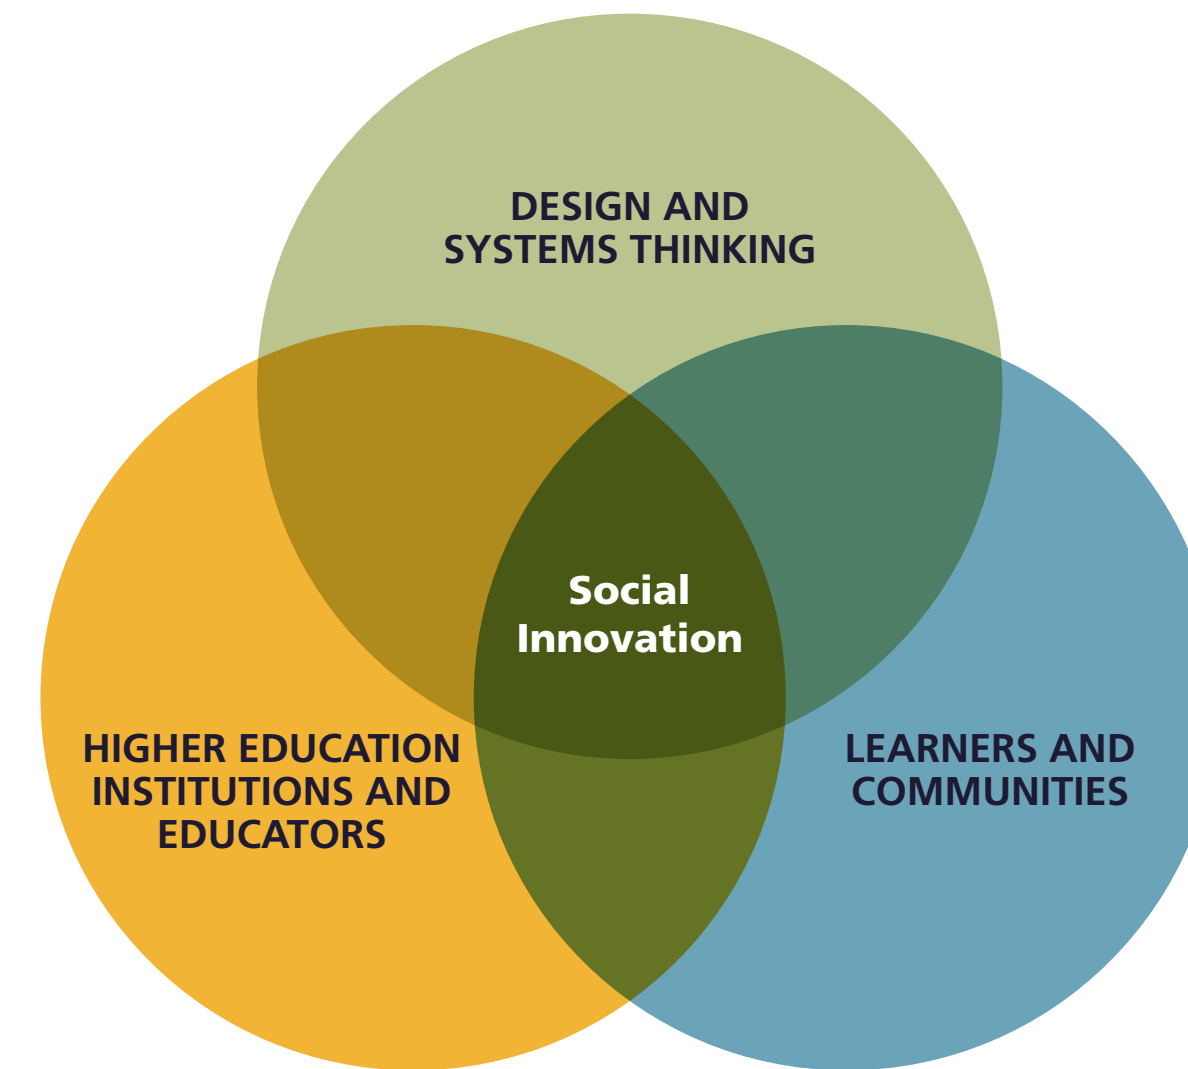 DESIGN AND
SYSTEMS THINKING
Social
Innovation
HIGHER EDUCATION
INSTITUTIONS AND
EDUCATORS
LEARNERS AND
COMMUNITIES